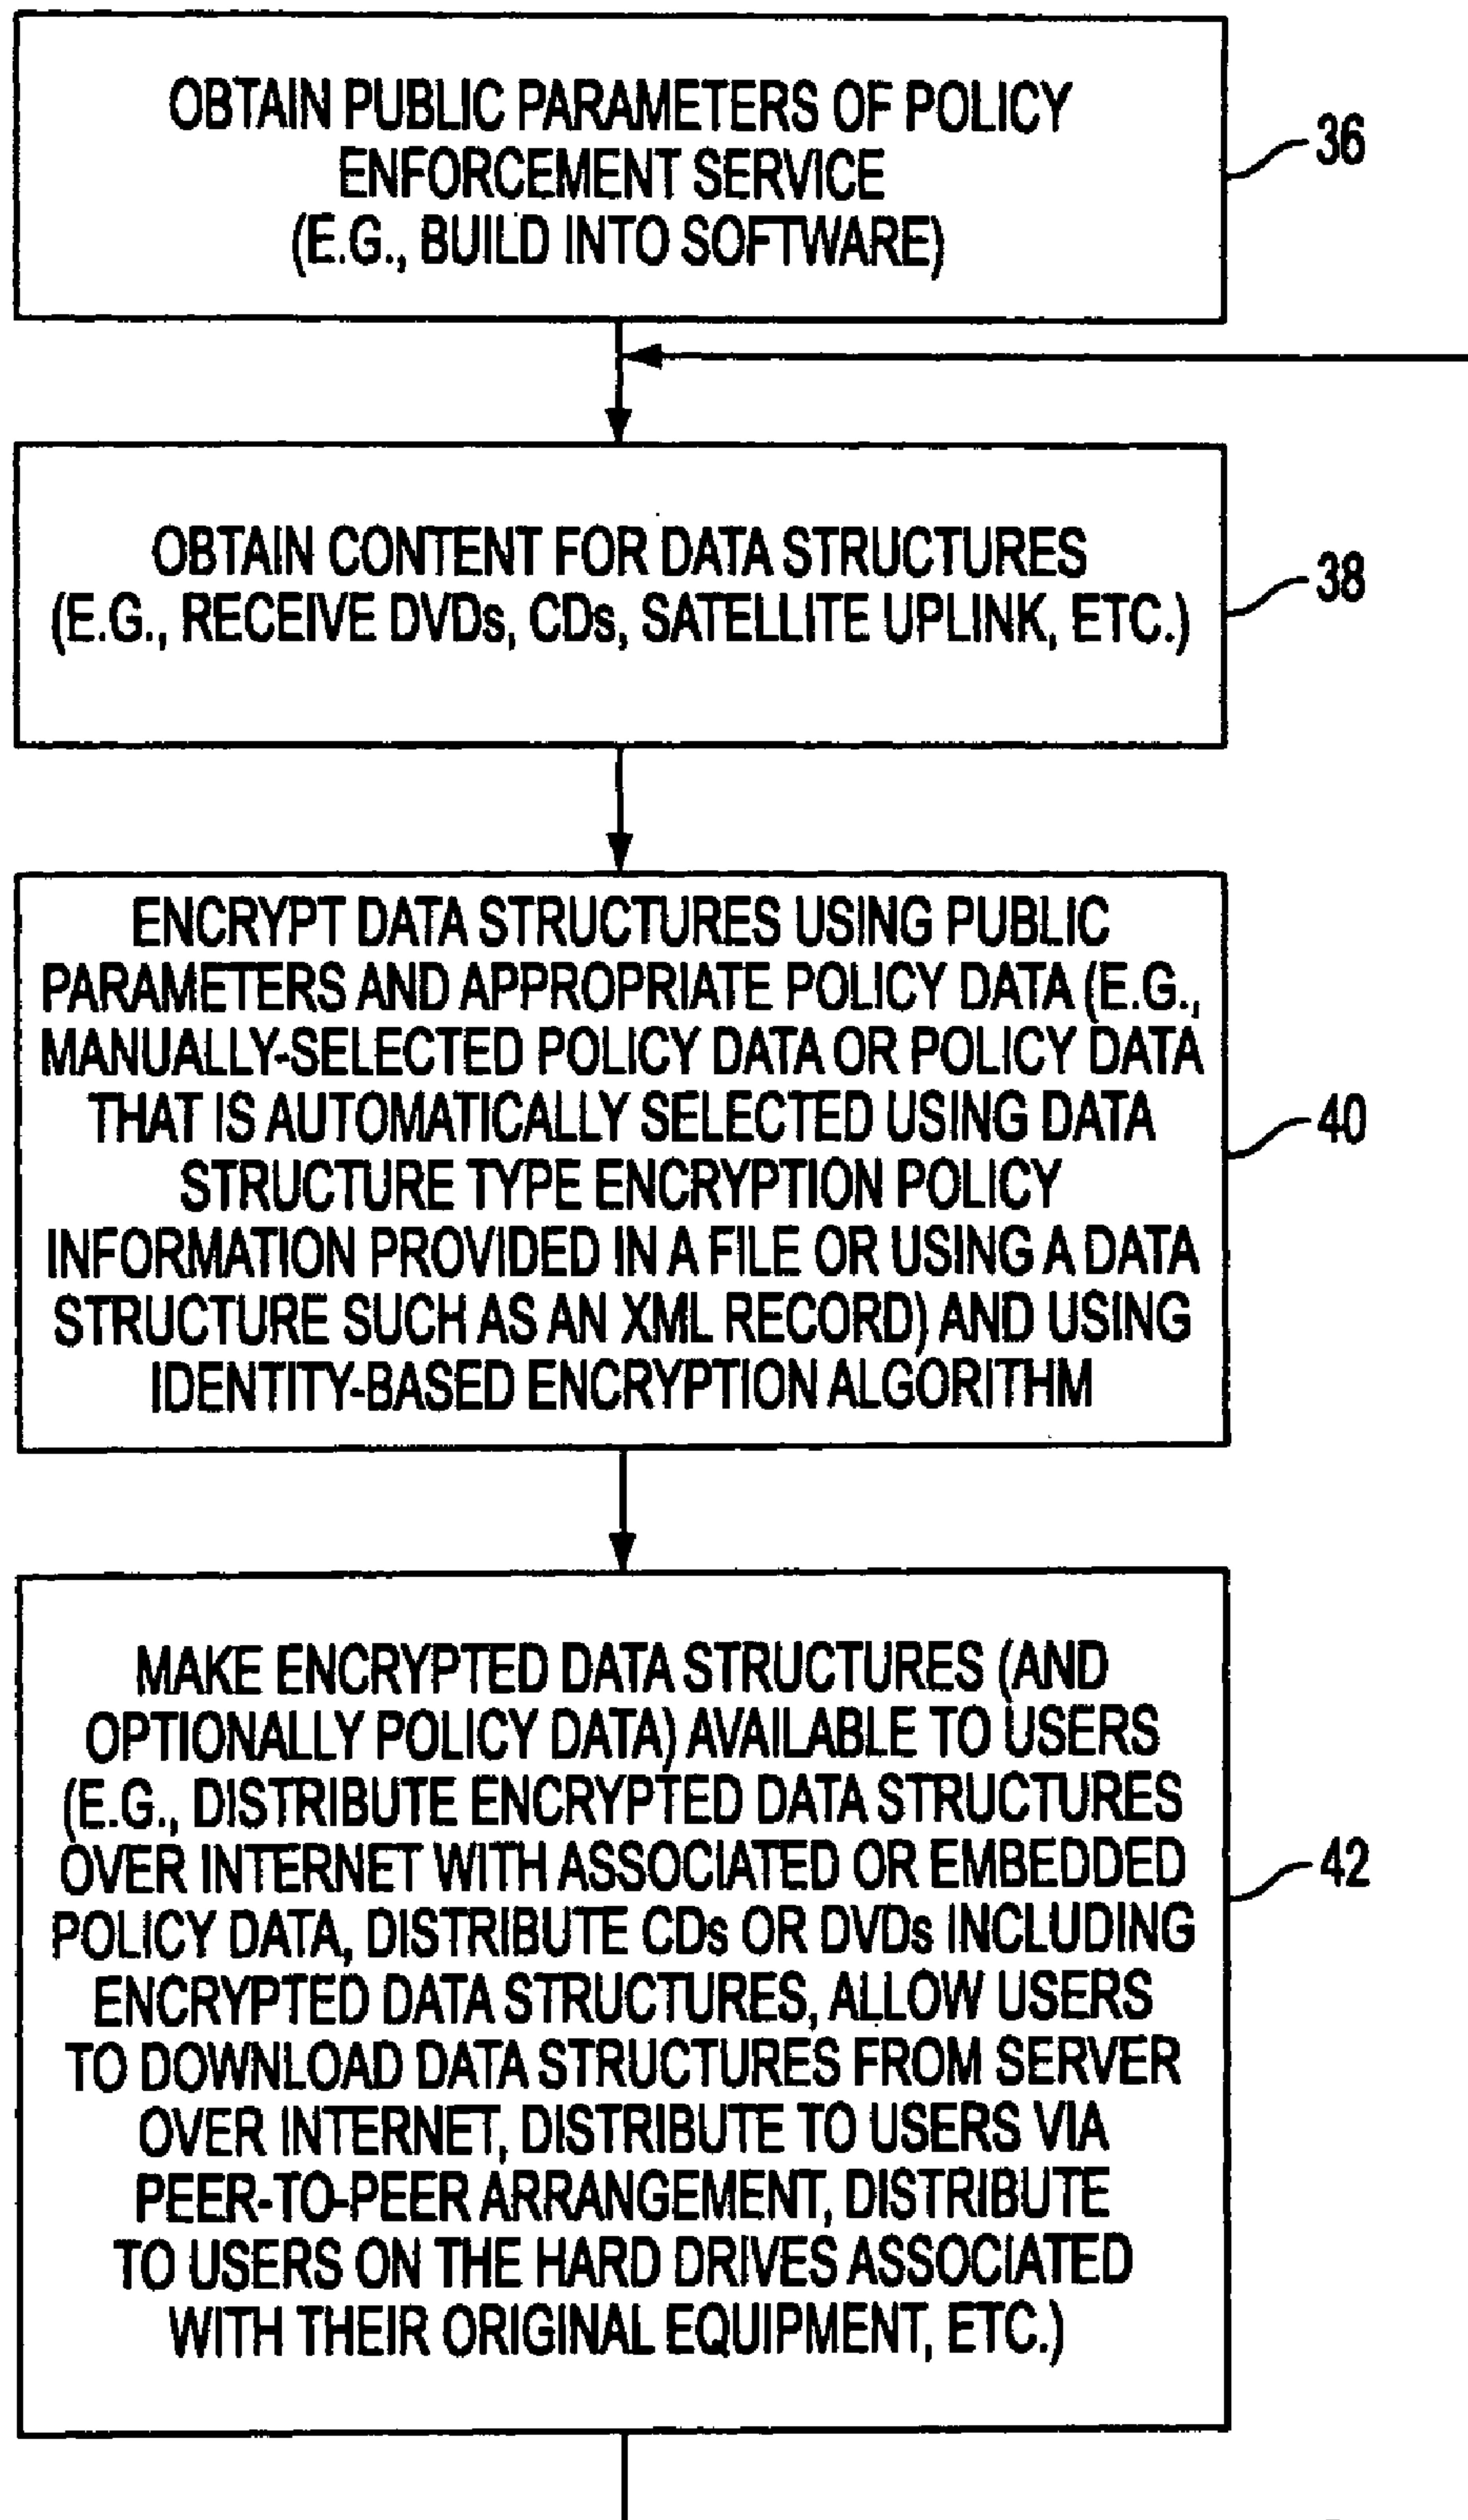 OBTAIN PUBLIC PARAMETERS OF POLICY
ENFORCEMENT SERVICE
(E.G., BUILD INTO SOFTWARE)
36
OBTAIN CONTENT FOR DATA STRUCTURES
(E.G., RECEIVE DVDs, CDs, SATELLITE UPLINK, ETC.)
38
ENCRYPT DATA STRUCTURES USING PUBLIC
PARAMETERS AND APPROPRIATE POLICY DATA (E.G.,
MANUALLY-SELECTED POLICY DATA OR POLICY DATA
THAT IS AUTOMATICALLY SELECTED USING DATA
STRUCTURE TYPE ENCRYPTION POLICY
INFORMATION PROVIDED IN A FILE OR USING A DATA
STRUCTURE SUCH AS AN XML RECORD) AND USING
IDENTITY-BASED ENCRYPTION ALGORITHM
40
MAKE ENCRYPTED DATA STRUCTURES (AND
OPTIONALLY POLICY DATA) AVAILABLE TO USERS
(E.G., DISTRIBUTE ENCRYPTED DATA STRUCTURES
OVER INTERNET WITH ASSOCIATED OR EMBEDDED
POLICY DATA, DISTRIBUTE CDs OR DVDs INCLUDING
ENCRYPTED DATA STRUCTURES, ALLOW USERS
TO DOWNLOAD DATA STRUCTURES FROM SERVER
OVER INTERNET, DISTRIBUTE TO USERS VIA
PEER-TO-PEER ARRANGEMENT, DISTRIBUTE
TO USERS ON THE HARD DRIVES ASSOCIATED
WITH THEIR ORIGINAL EQUIPMENT, ETC.)
42